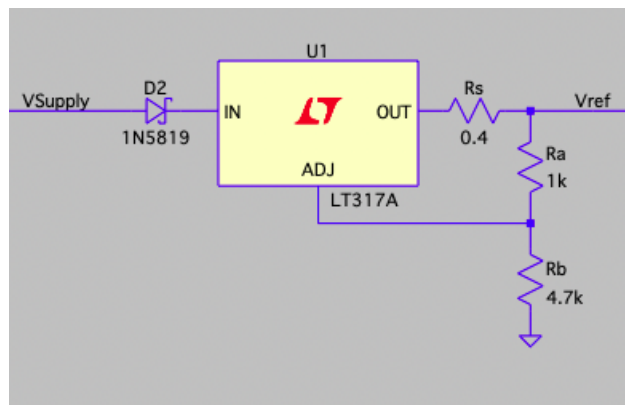 U1
VSupply
D2
1N5819
IN
OUT
ADJ
LT317A
Rs
0.4
Vref
Ra
1k
Rb
4.7k